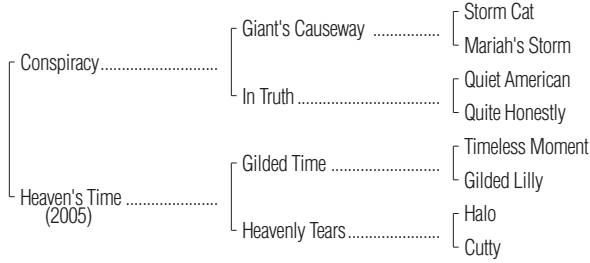 Storm Cat
Giant's Causeway ................
Mariah's Storm
Conspiracy...........................
Quiet American
In Truth .................................
Quite Honestly
Timeless Moment
Gilded Time .........................
Gilded Lilly
Heaven's Time .....................
(2005)
Halo
Heavenly Tears.....................
Cutty